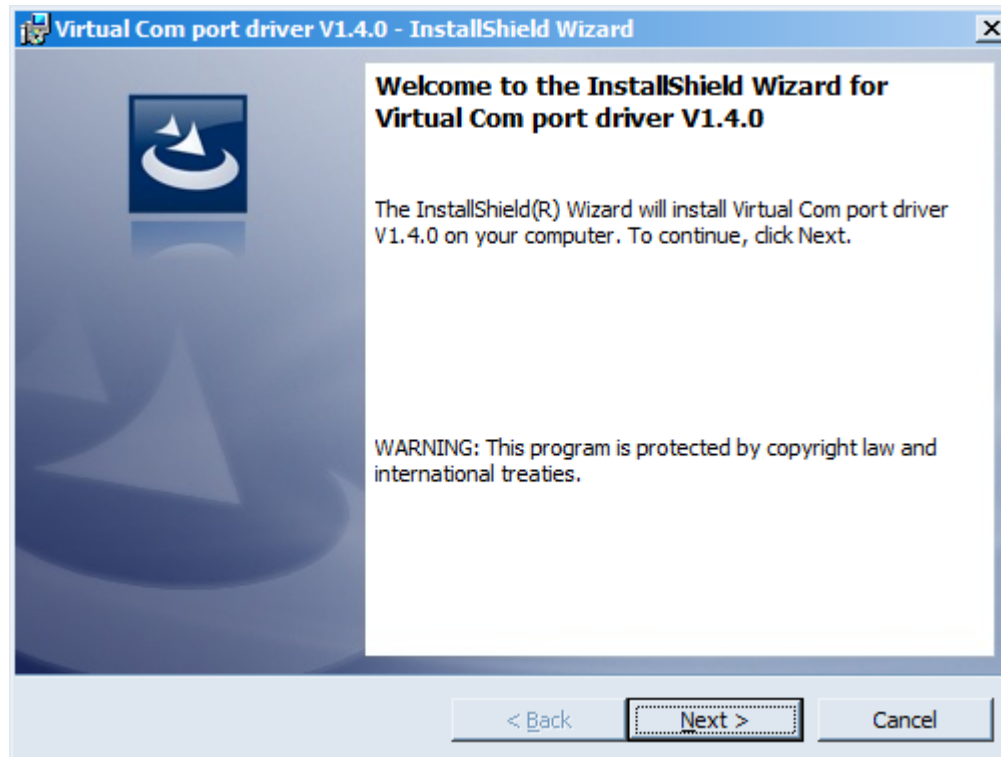 Virtual Com port driver V1.4.0 - InstallShield Wizard
Welcome to the InstallShield Wizard for
Virtual Com port driver V1.4.0
The InstallShield(R) Wizard will install Virtual Com port driver
V1.4.0 on your computer. To continue, click Next.
WARNING: This program is protected by copyright law and
international treaties.
< Back
Next >
Cancel